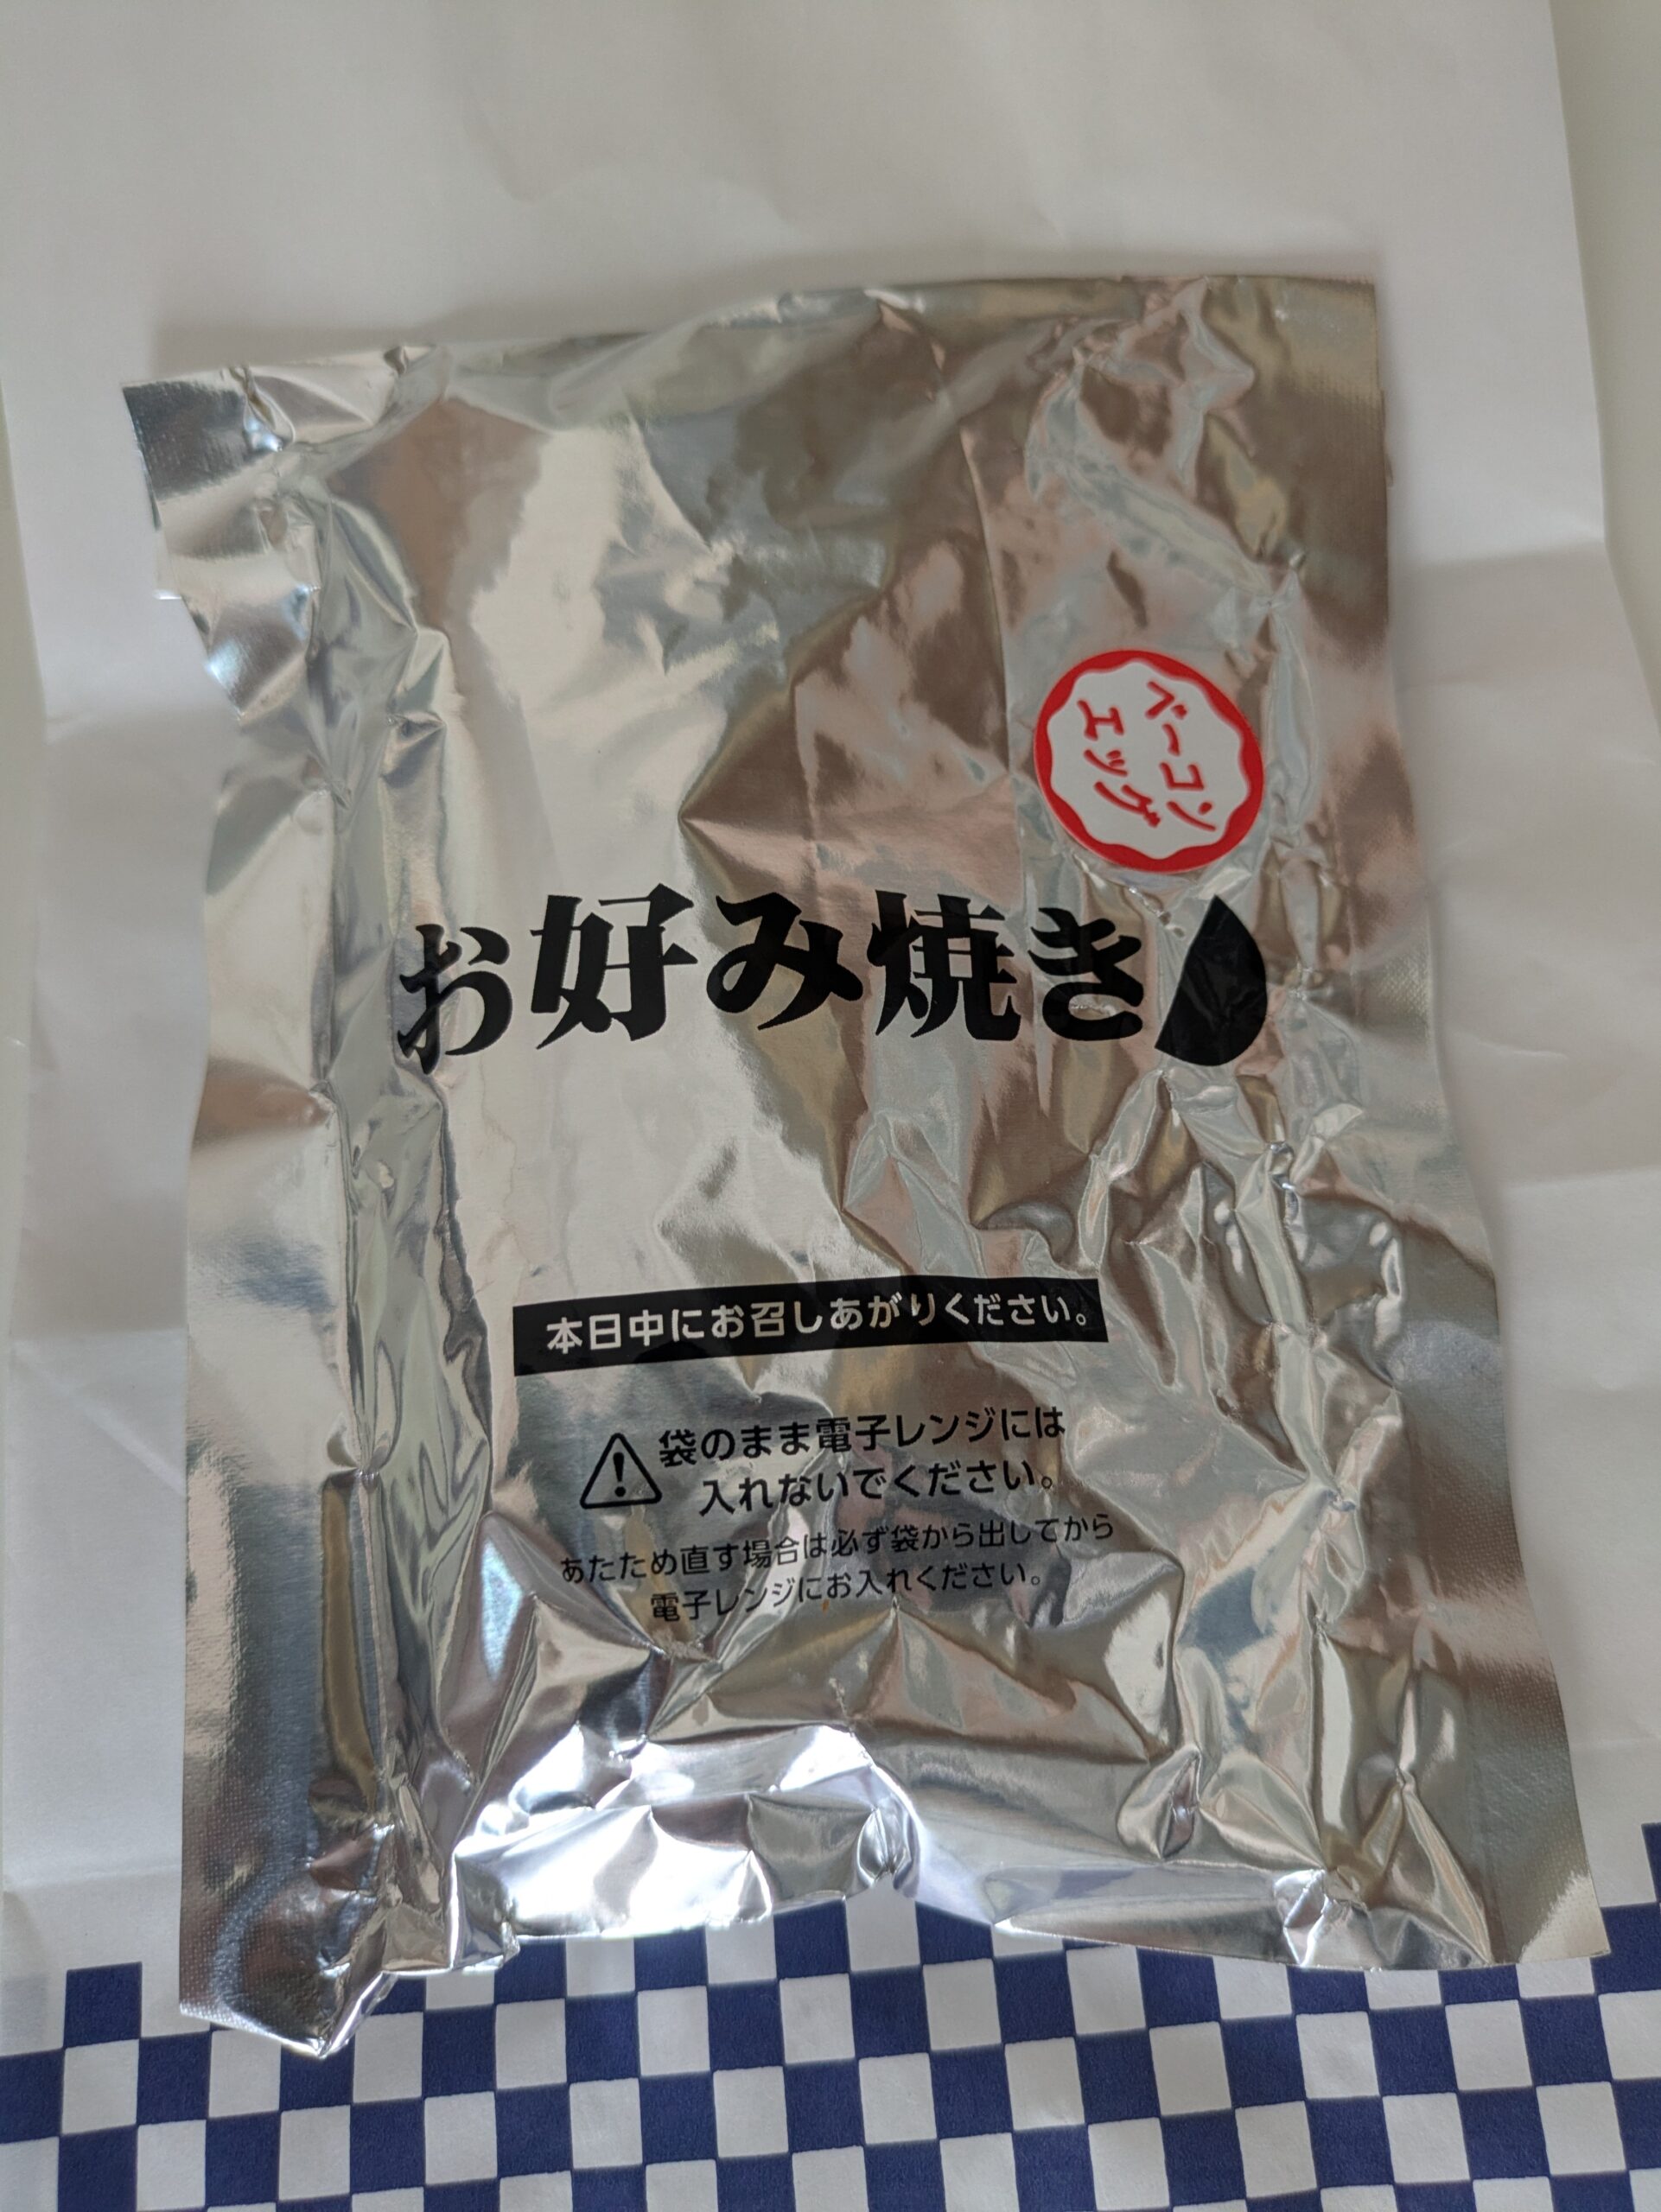 ベーコン
エッグ
お好み焼き
本日中にお召しあがりください。
袋のまま電子レンジには
入れないでください。
あたため直す場合は必ず袋から出してから
電子レンジにお入れください。